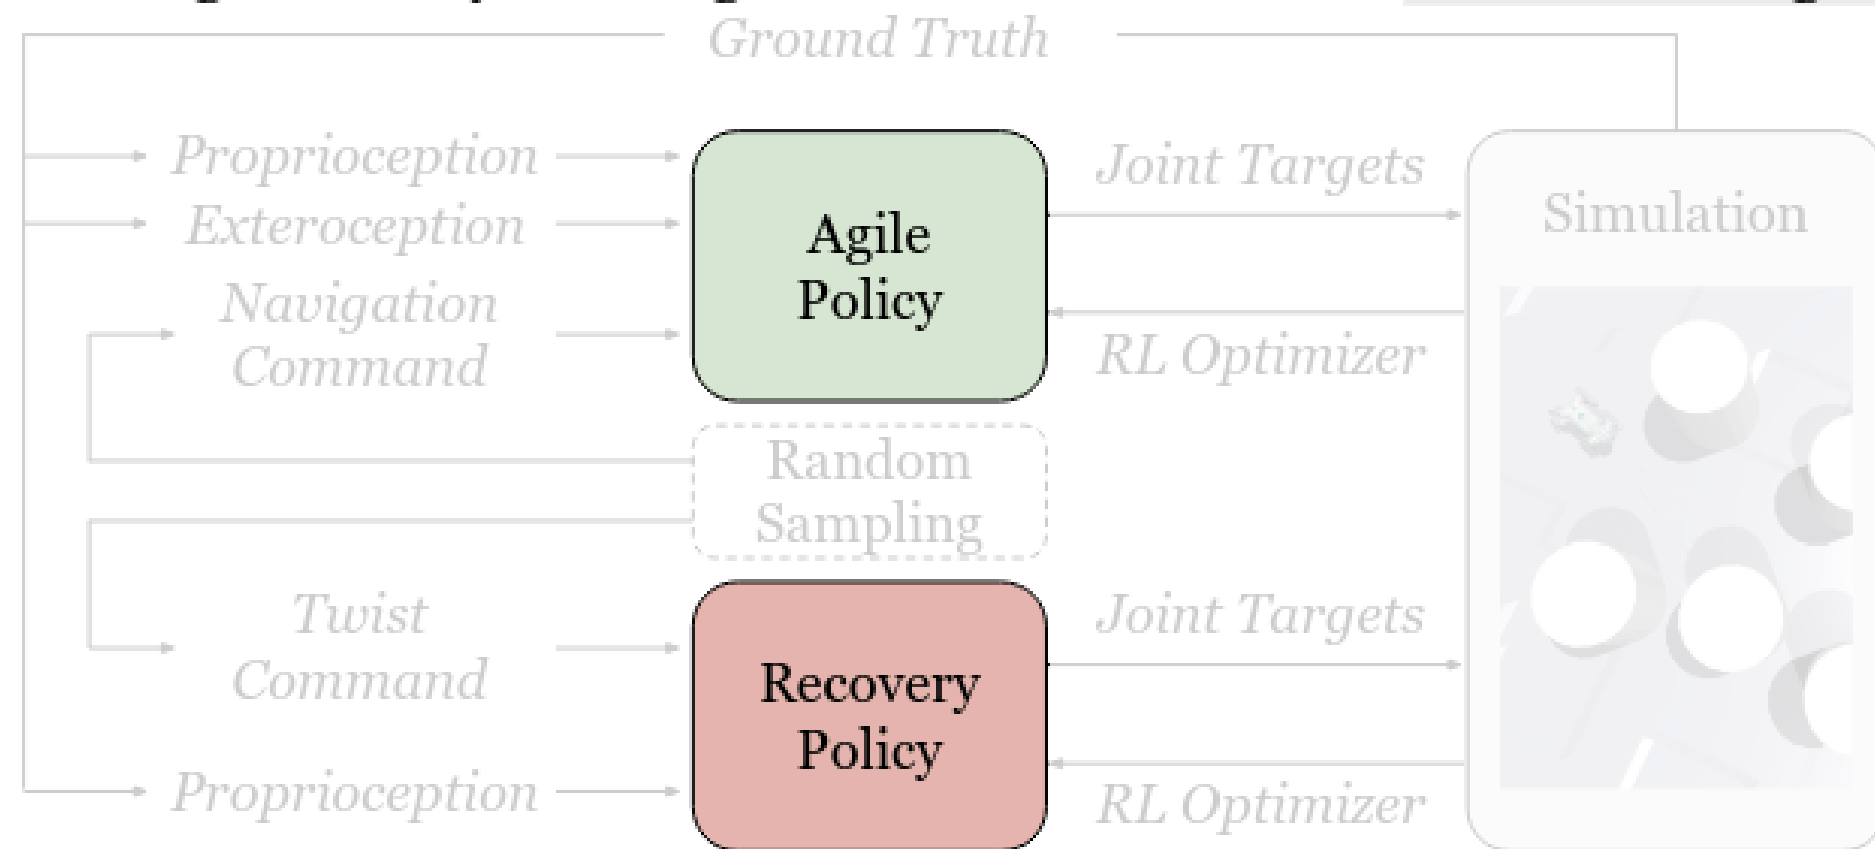 Ground Truth
Proprioception
Exteroception
Navigation
Command
Agile
Policy
Joint Targets
RL Optimizer
Simulation
Random
Sampling
Twist
Command
Proprioception
Recovery
Policy
Joint Targets
RL Optimizer